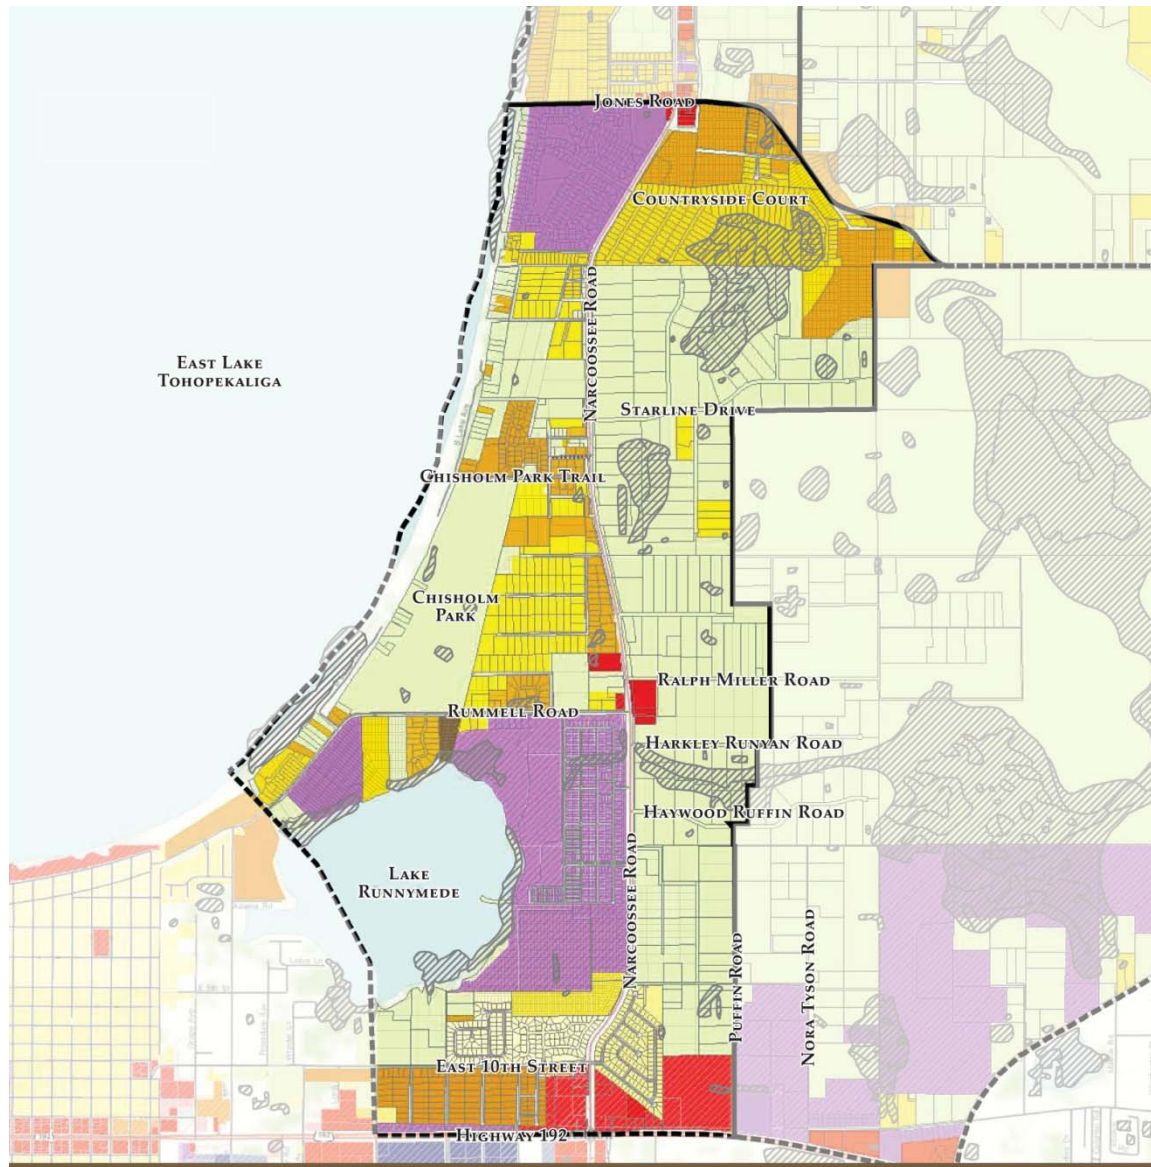 Jones Road
Countryside Court
Narcoossee Road
East Lake
Tohopekaliga
Starline Drive
Chisholm Park Trail
Chisholm
Park
Ralph Miller Road
Rummell Road
Harkley Runyan Road
Haywood Ruffin Road
Lake
Runnymede
Narcoossee Road
Puffin Road
Nora Tyson Road
East 10th Street
Highway 192